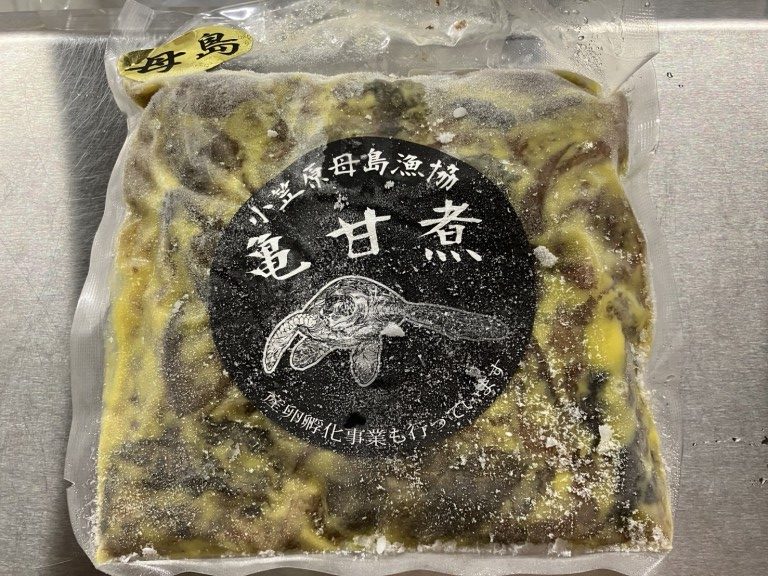 母島
小笠原母島漁協
亀甘煮
産卵孵化事業も行っています